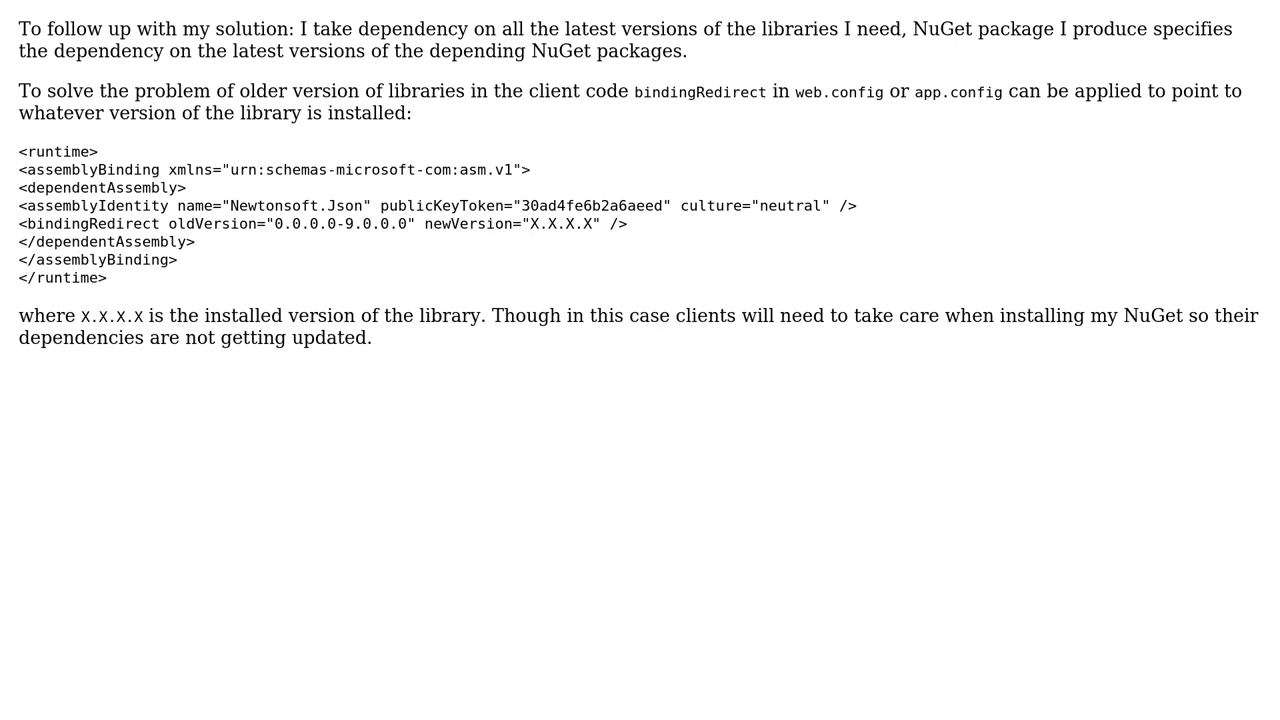 To follow up with my solution: I take dependency on all the latest versions of the libraries I need, NuGet package I produce specifies
the dependency on the latest versions of the depending NuGet packages.
To solve the problem of older version of libraries in the client code bindingRedirect in web.config or app.config can be applied to point to
whatever version of the library is installed:
<runtime>
<assemblyBinding xmlns="urn:schemas-microsoft-com:asm.v1">
<dependentAssembly>
<assemblyIdentity name="Newtonsoft.Json" publicKeyToken="30ad4fe6b2a6aeed" culture="neutral" />
<bindingRedirect oldVersion="0.0.0.0-9.0.0.0" newVersion="X.X.X.X" />
</dependentAssembly>
</assemblyBinding>
</runtime>
where X.X.X.X is the installed version of the library. Though in this case clients will need to take care when installing my NuGet so their
dependencies are not getting updated.